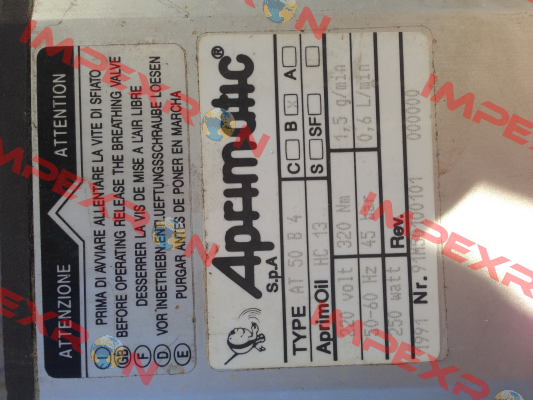 ATTENZIONE ATTENTION
I PRIMA DI AVVIARE ALLENTARE LA VITE DI SFIATO
GB BEFORE OPERATING RELEASE THE BREATHING VALVE
F DESSERRER LA VIS DE MISE A L'AIR LIBRE
D VOR INBETRIEBNAHME LUEFTUNGSSCHRAUBE LOESEN
E PURGAR ANTES DE PONER EN MARCHA
Aprimatic®
S.p.A
TYPE AT 50 B 4 C B x A
AprimOil HC 13 S SF
volt 320 Nm 1,5 g/min
50-60 Hz 45 0,6 L/min
250 watt Rev.
1991 Nr. 000000
IMPEXRON